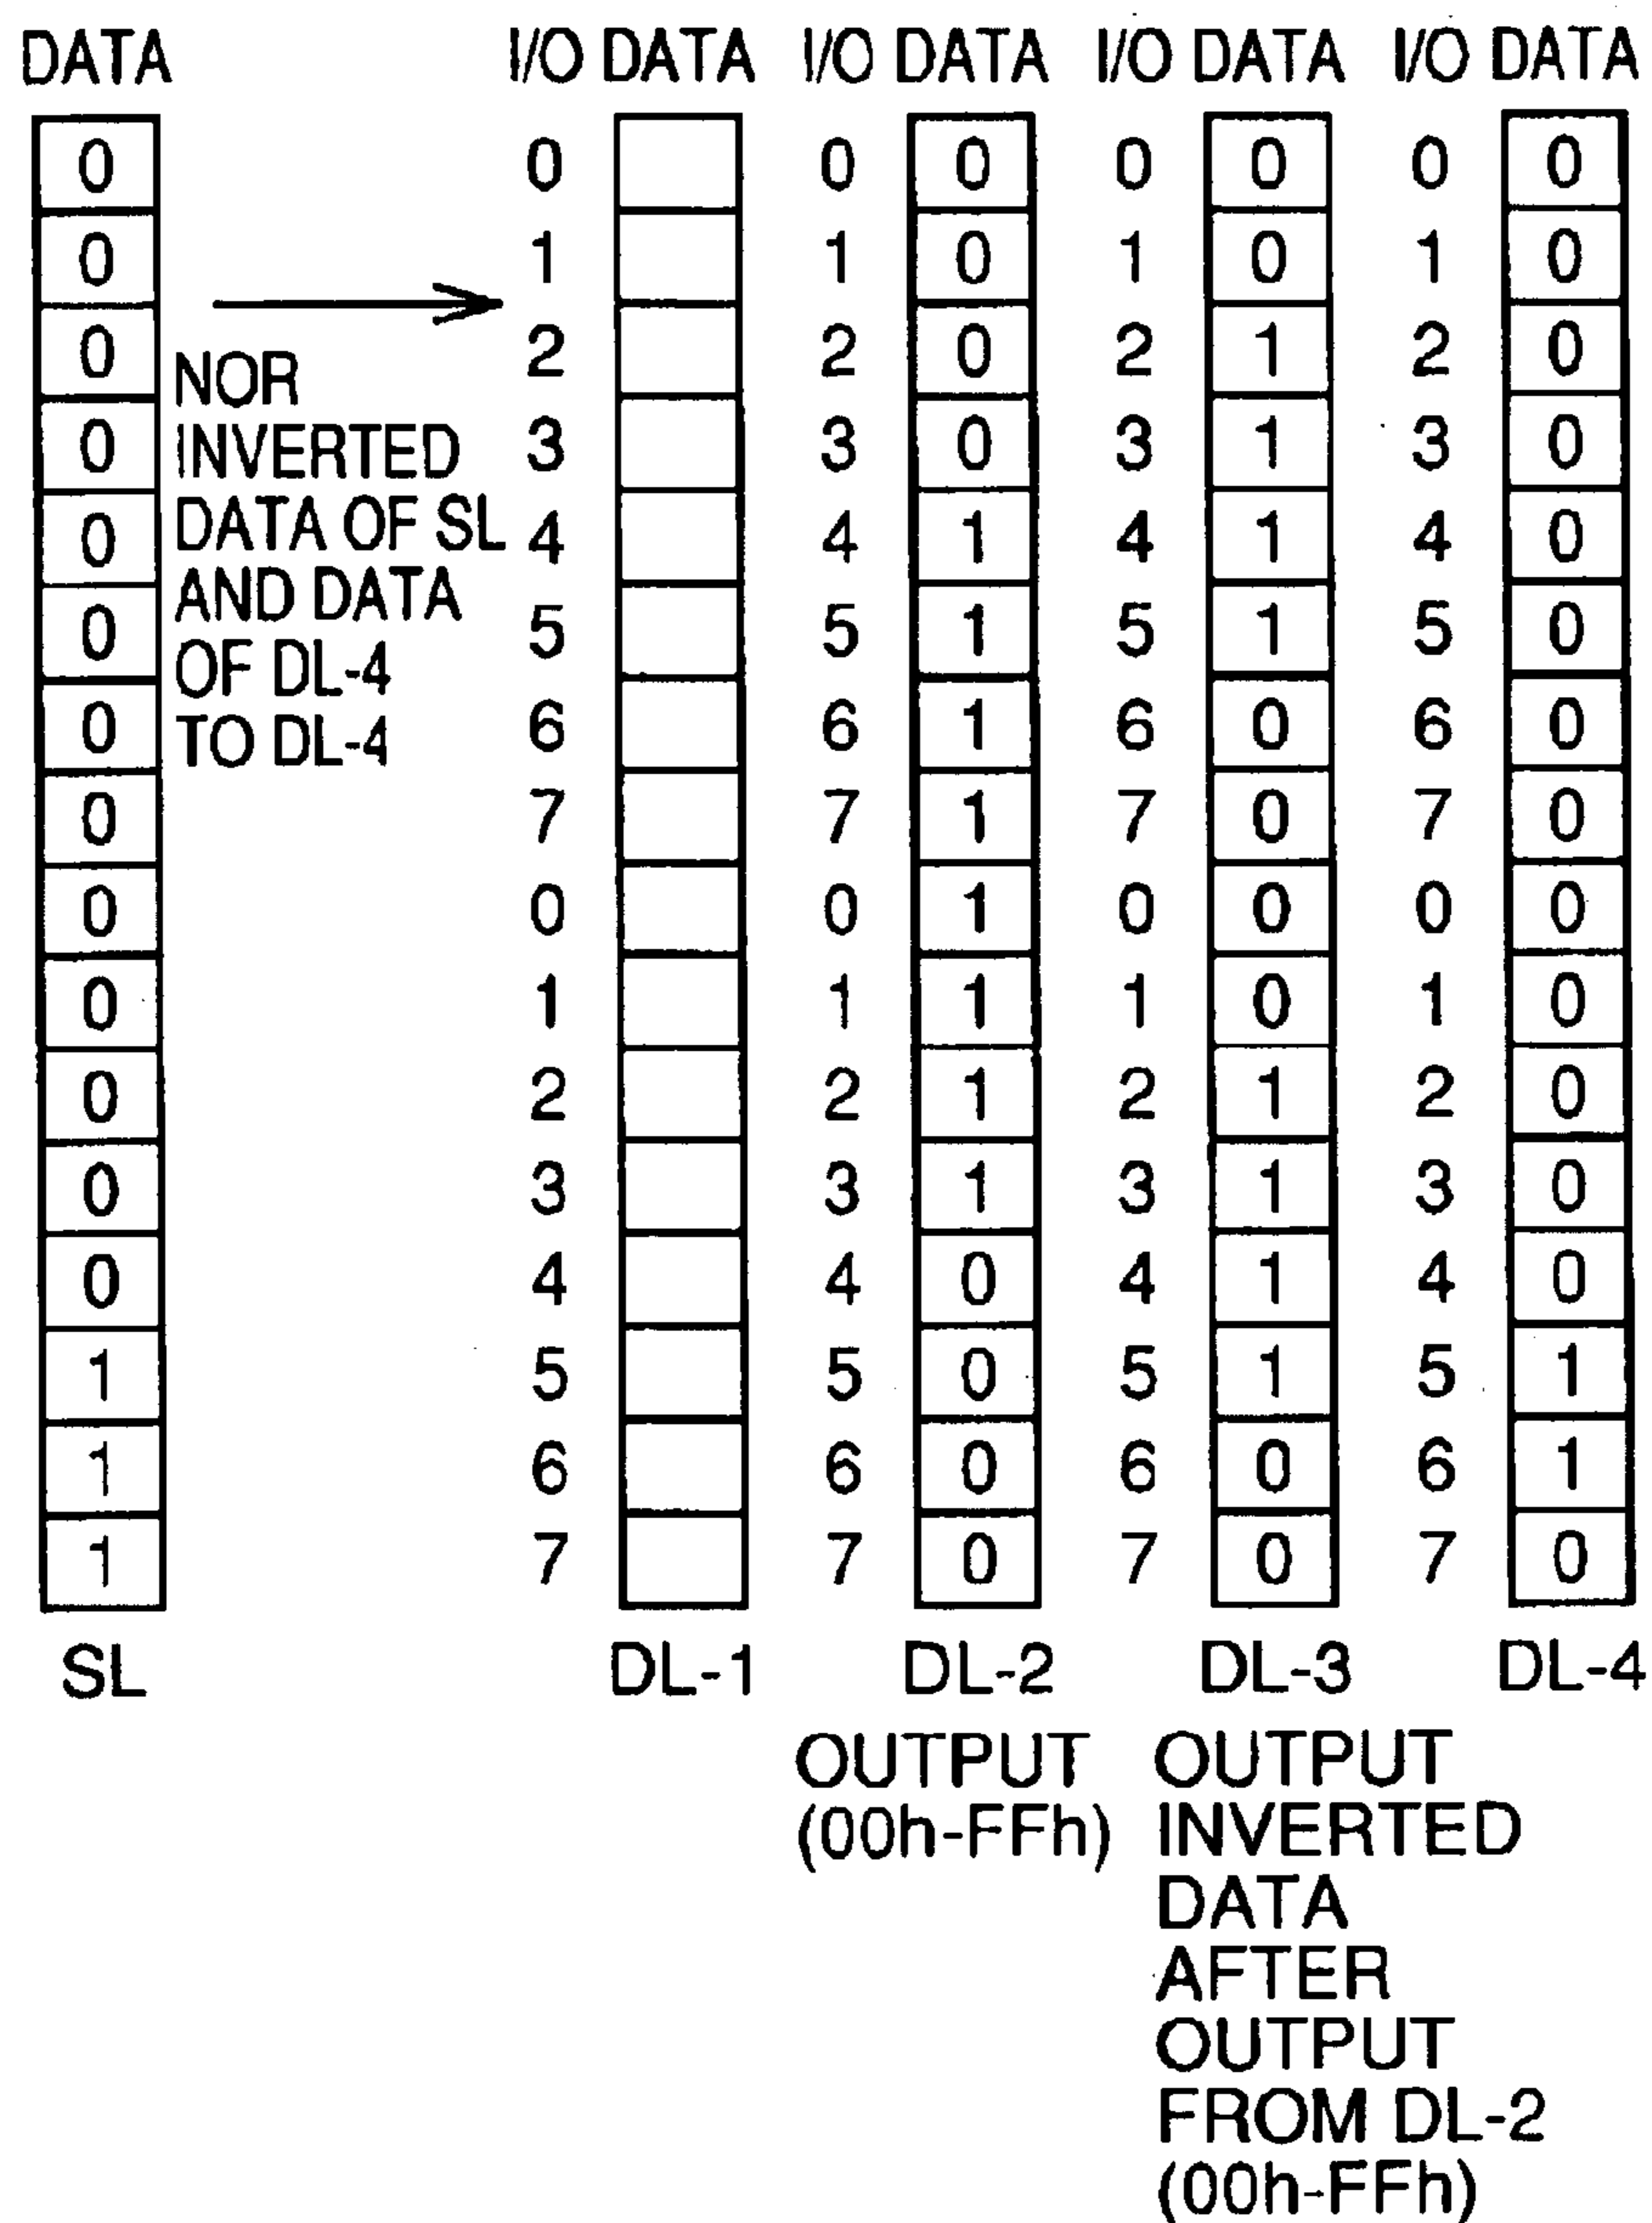 DATA I/O DATA I/O DATA I/O DATA I/O DATA
0 0 0 0 0 0 0 0
0 1 1 0 1 0 1 0
0 2 2 0 2 1 2 0
NOR
INVERTED
DATA OF SL
AND DATA
OF DL-4
TO DL-4
0 3 3 0 3 1 3 0
0 4 4 1 4 1 4 0
0 5 5 1 5 1 5 0
0 6 6 1 6 0 6 0
0 7 7 1 7 0 7 0
0 0 0 1 0 0 0 0
0 1 1 1 1 0 1 0
0 2 2 1 2 1 2 0
0 3 3 1 3 1 3 0
0 4 4 0 4 1 4 0
1 5 5 0 5 1 5 1
1 6 6 0 6 0 6 1
1 7 7 0 7 0 7 0
SL DL-1 DL-2 DL-3 DL-4
OUTPUT
(00h-FFh)
OUTPUT
INVERTED
DATA
AFTER
OUTPUT
FROM DL-2
(00h-FFh)